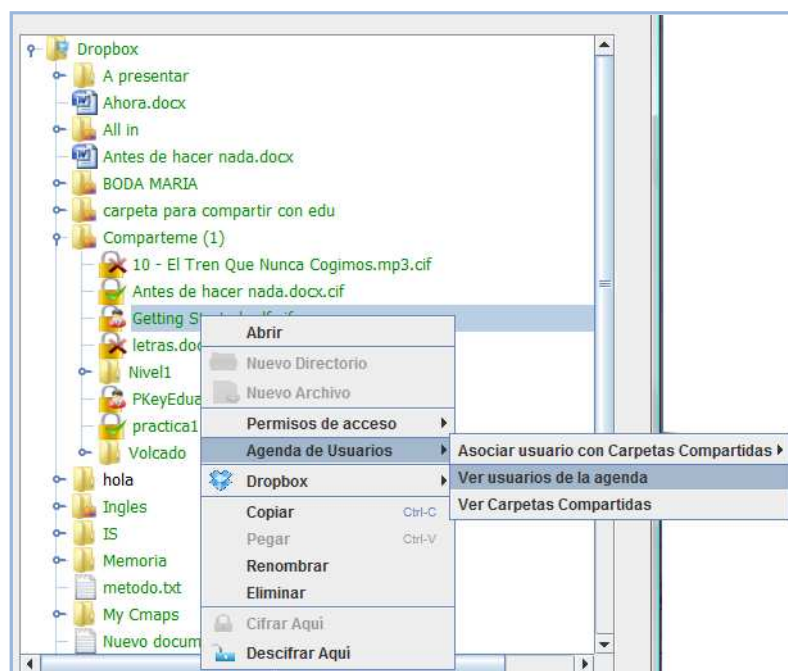 Dropbox
A presentar
Ahora.docx
All in
Antes de hacer nada.docx
BODA MARIA
carpeta para compartir con edu
Comparteme (1)
10 - El Tren Que Nunca Cogimos.mp3.cif
Antes de hacer nada.docx.cif
Getting
letras.do
Nivel1
PKeyEdua
practica1
Volcado
hola
Ingles
IS
Memoria
metodo.txt
My Cmaps
Nuevo docum
Abrir
Nuevo Directorio
Nuevo Archivo
Permisos de acceso
Agenda de Usuarios
Dropbox
Copiar Ctrl-C
Pegar Ctrl-V
Renombrar
Eliminar
Cifrar Aqui
Descifrar Aqui
Asociar usuario con Carpetas Compartidas
Ver usuarios de la agenda
Ver Carpetas Compartidas